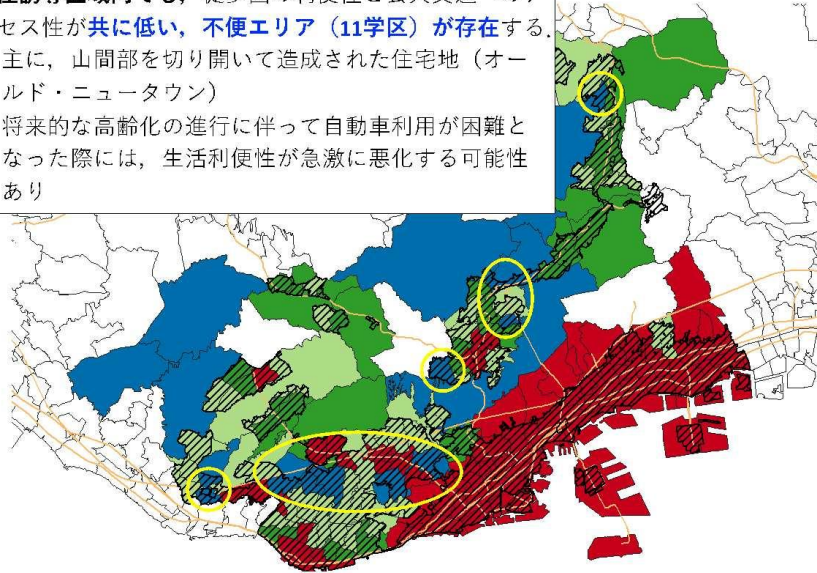 でも，
セス性が共に低い，不便エリア（11学区）が存在する．
主に，山間部を切り開いて造成された住宅地（オー
ルド・ニュータウン）
将来的な高齢化の進行に伴って自動車利用が困難と
なった際には，生活利便性が急激に悪化する可能性
あり